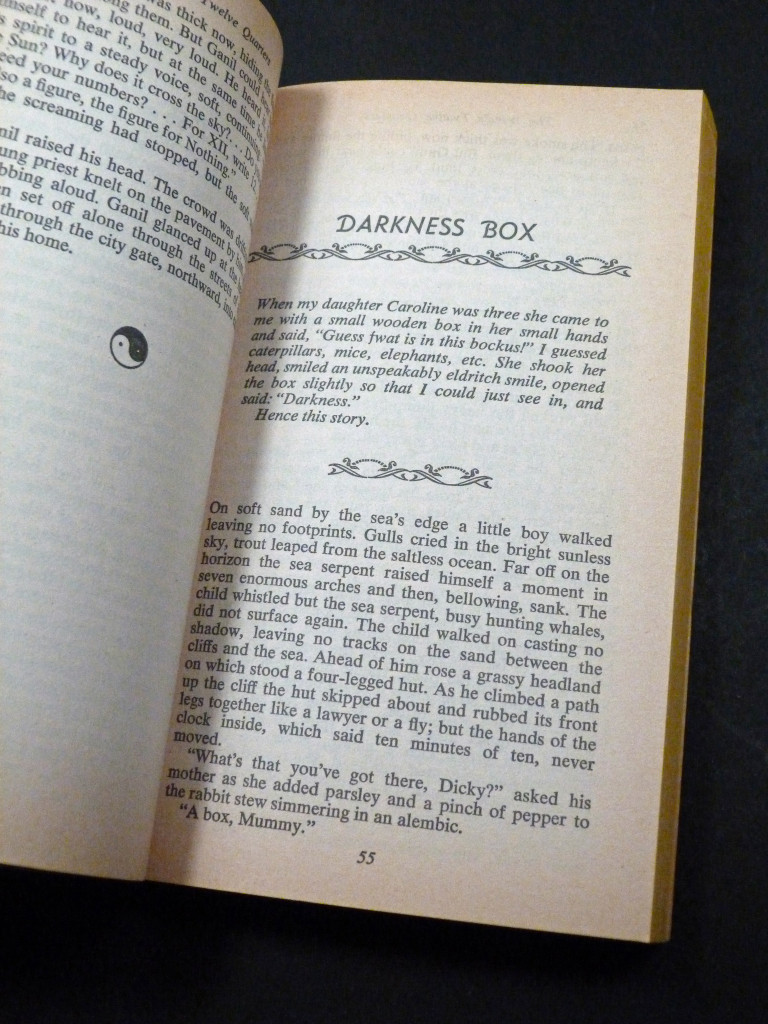 Twelve Quarters
was thick now, hiding the
among them. But Ganil could
now, loud, very loud. He heard
himself to hear it, but at the same time
spirit to a steady voice, soft, continuing
Sun? Why does it cross the sky? . . . Do
need your numbers? . . . For XII, write 12.
also a figure, the figure for Nothing."
screaming had stopped, but the soft
raised his head. The crowd was
young priest knelt on the pavement by
sobbing aloud. Ganil glanced up at the
set off alone through the streets of
through the city gate, northward, into
his home.
DARKNESS BOX
When my daughter Caroline was three she came to
me with a small wooden box in her small hands
and said, "Guess fwat is in this bockus!" I guessed
caterpillars, mice, elephants, etc. She shook her
head, smiled an unspeakably eldritch smile, opened
the box slightly so that I could just see in, and
said: "Darkness."
Hence this story.
On soft sand by the sea's edge a little boy walked
leaving no footprints. Gulls cried in the bright sunless
sky, trout leaped from the saltless ocean. Far off on the
horizon the sea serpent raised himself a moment in
seven enormous arches and then, bellowing, sank. The
child whistled but the sea serpent, busy hunting whales,
did not surface again. The child walked on casting no
shadow, leaving no tracks on the sand between the
cliffs and the sea. Ahead of him rose a grassy headland
on which stood a four-legged hut. As he climbed a path
up the cliff the hut skipped about and rubbed its front
legs together like a lawyer or a fly; but the hands of the
clock inside, which said ten minutes of ten, never
moved.
"What's that you've got there, Dicky?" asked his
mother as she added parsley and a pinch of pepper to
the rabbit stew simmering in an alembic.
"A box, Mummy."
55